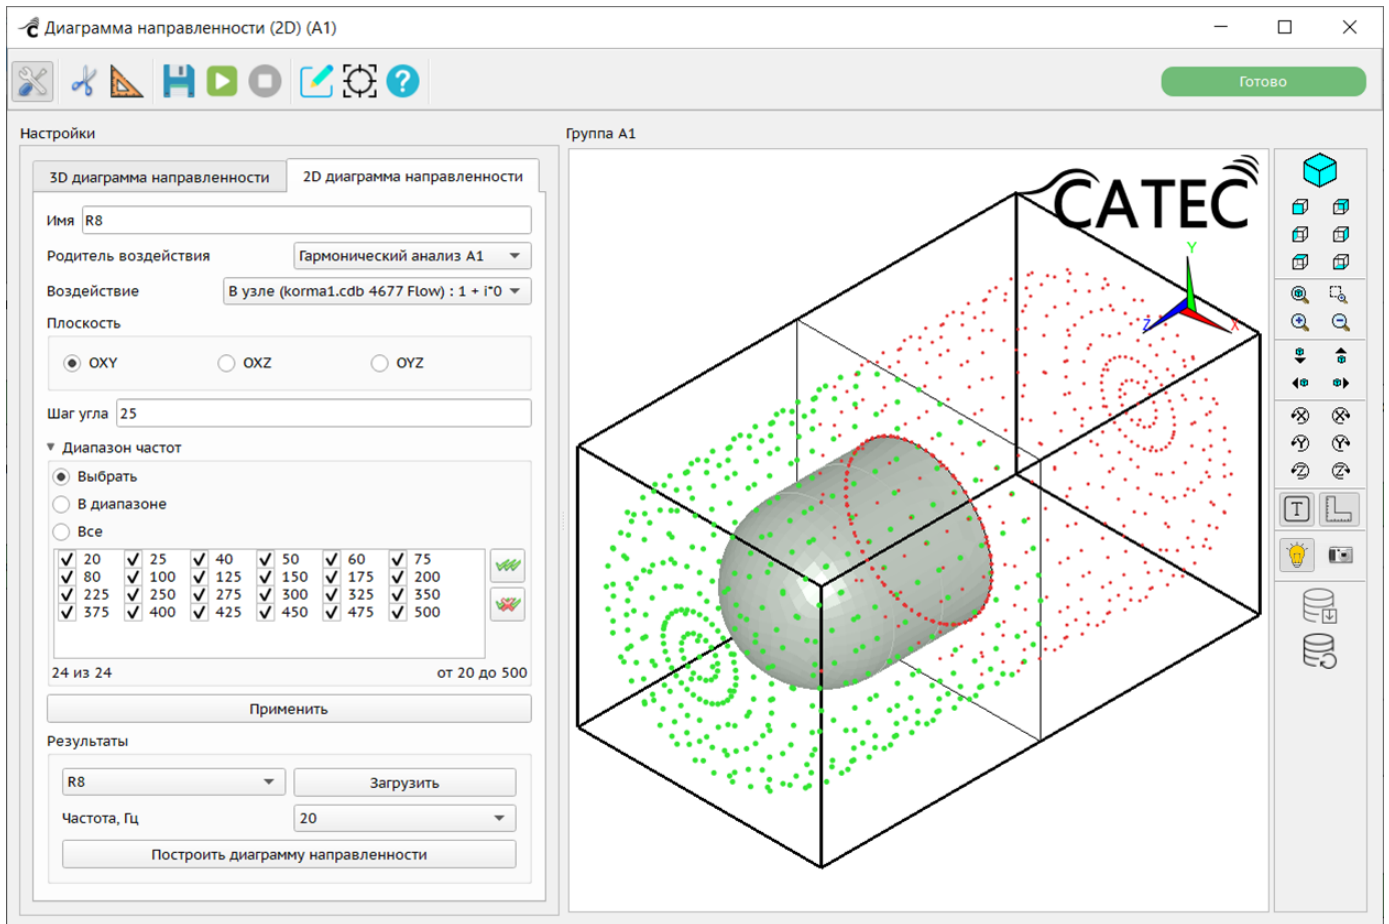 Диаграмма направленности (2D) (A1)
Готово
Настройки
3D диаграмма направленности
2D диаграмма направленности
Имя R8
Родитель воздействия Гармонический анализ A1
Воздействие В узле (korma1.cdb 4677 Flow) : 1 + i*0
Плоскость
OXY OXZ OYZ
Шаг угла 25
Диапазон частот
Выбрать
В диапазоне
Все
20 25 40 50 60 75
80 100 125 150 175 200
225 250 275 300 325 350
375 400 425 450 475 500
24 из 24 от 20 до 500
Применить
Результаты
R8 Загрузить
Частота, Гц 20
Построить диаграмму направленности
Группа A1
CATEC
Y
Z X
X X
Y Y
Z Z
T